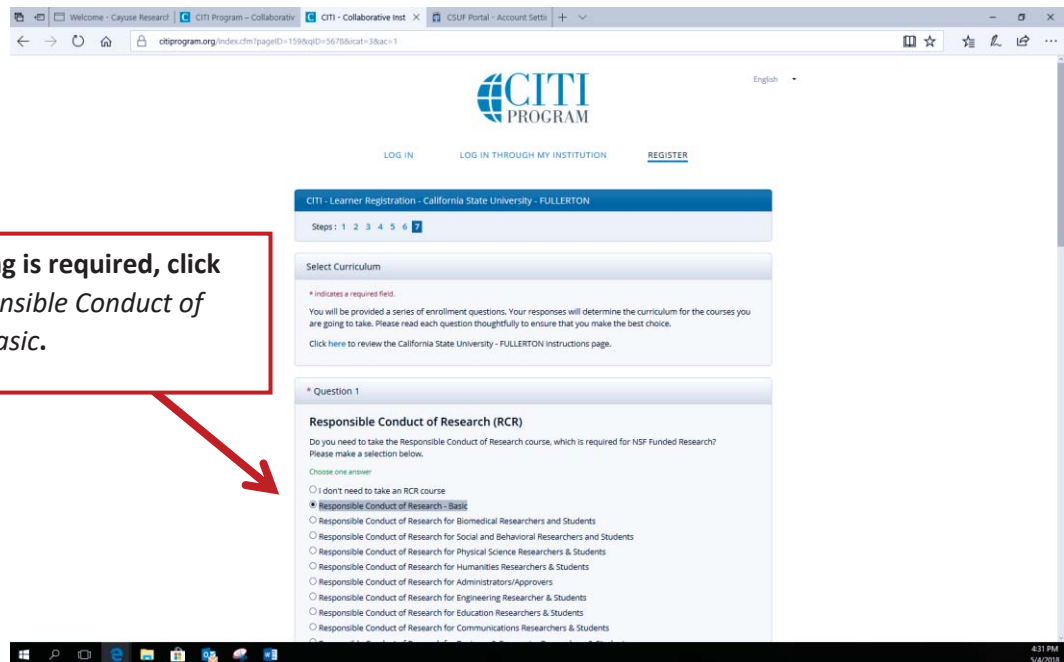 Welcome - Cayuse Research
CITI Program – Collaborativ
CITI - Collaborative Inst
CSUF Portal - Account Settin
citiprogram.org/index.cfm?pageID=159&qID=5678&icat=3&ac=1
English
CITI
PROGRAM
LOG IN
LOG IN THROUGH MY INSTITUTION
REGISTER
CITI - Learner Registration - California State University - FULLERTON
Steps: 1 2 3 4 5 6 7
g is required, click
nsible Conduct of
asic.
Select Curriculum
* indicates a required field.
You will be provided a series of enrollment questions. Your responses will determine the curriculum for the courses you
are going to take. Please read each question thoughtfully to ensure that you make the best choice.
Click here to review the California State University - FULLERTON instructions page.
* Question 1
Responsible Conduct of Research (RCR)
Do you need to take the Responsible Conduct of Research course, which is required for NSF Funded Research?
Please make a selection below.
Choose one answer
I don't need to take an RCR course
Responsible Conduct of Research - Basic
Responsible Conduct of Research for Biomedical Researchers and Students
Responsible Conduct of Research for Social and Behavioral Researchers and Students
Responsible Conduct of Research for Physical Science Researchers & Students
Responsible Conduct of Research for Humanities Researchers & Students
Responsible Conduct of Research for Administrators/Approvers
Responsible Conduct of Research for Engineering Researcher & Students
Responsible Conduct of Research for Education Researchers & Students
Responsible Conduct of Research for Communications Researchers & Students
4:31 PM
5/4/2018